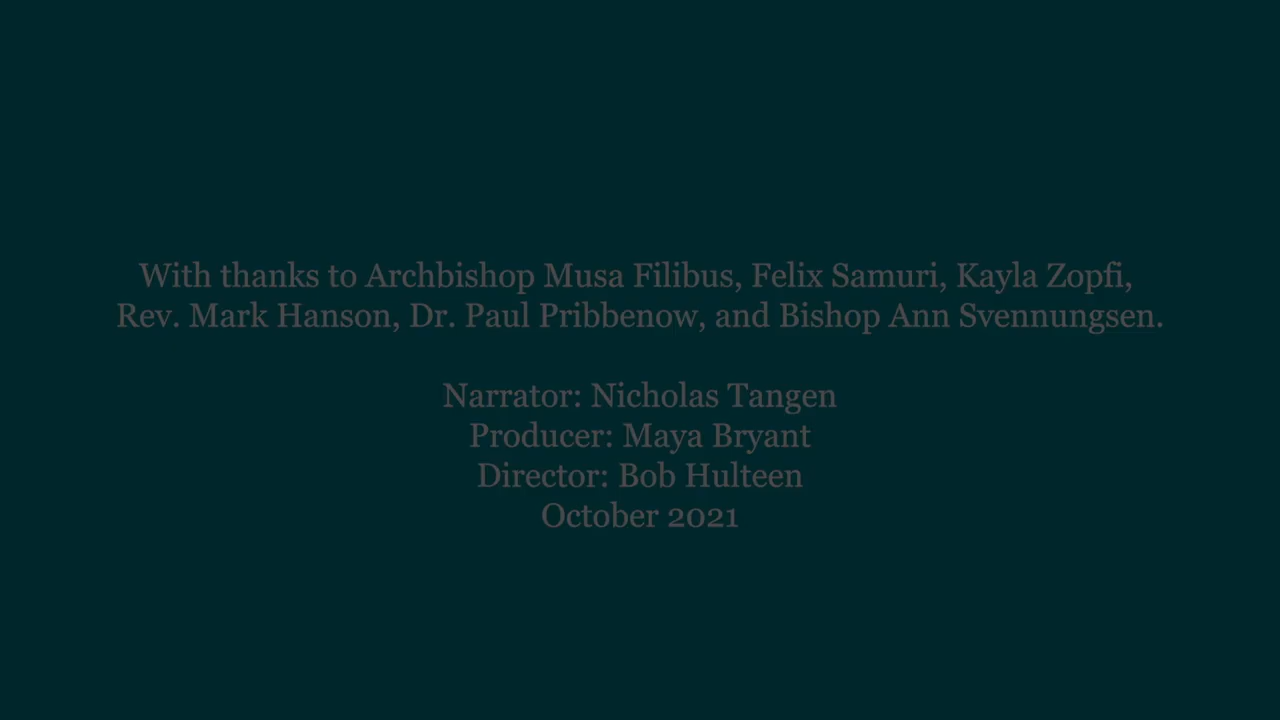 With thanks to Archbishop Musa Filibus, Felix Samuri, Kayla Zopfi,
Rev. Mark Hanson, Dr. Paul Pribbenow, and Bishop Ann Svennungsen.
Narrator: Nicholas Tangen
Producer: Maya Bryant
Director: Bob Hulteen
October 2021